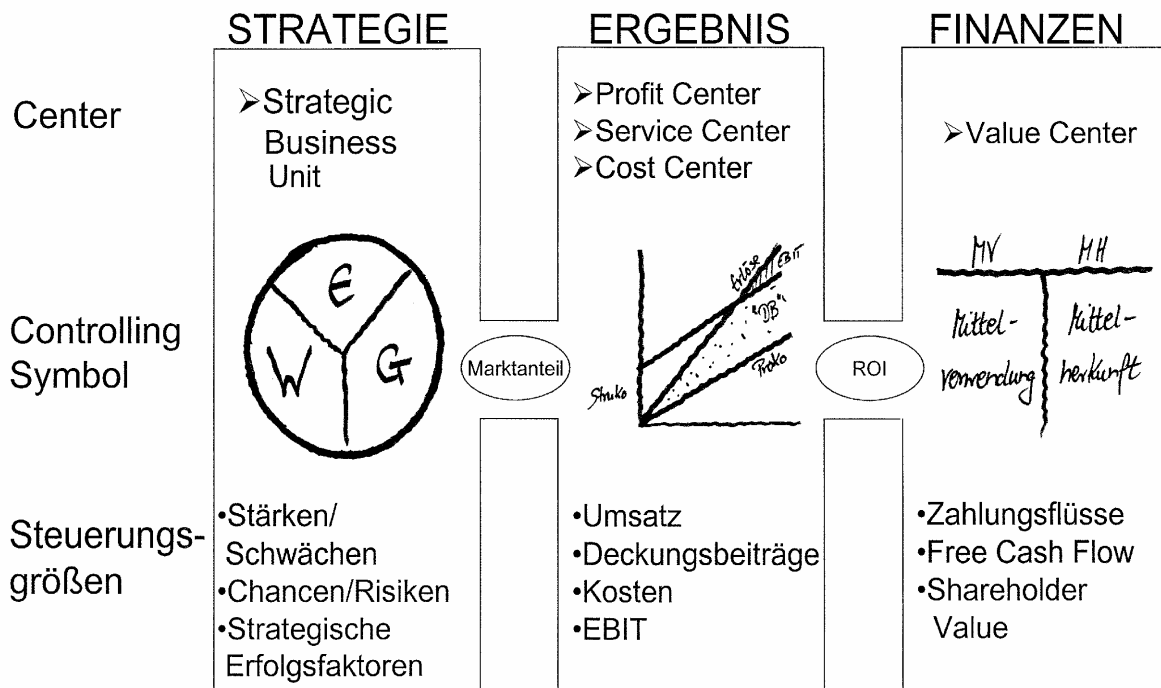 STRATEGIE
ERGEBNIS
FINANZEN
Center
➢Strategic
Business
Unit
➢Profit Center
➢Service Center
➢Cost Center
➢Value Center
Controlling
Symbol
E
W
G
Marktanteil
Erlöse
EBIT
"DB"
Proko
Struko
ROI
MV
MH
Mittel-
verwendung
Mittel-
herkunft
Steuerungs-
größen
•Stärken/
Schwächen
•Chancen/Risiken
•Strategische
Erfolgsfaktoren
•Umsatz
•Deckungsbeiträge
•Kosten
•EBIT
•Zahlungsflüsse
•Free Cash Flow
•Shareholder
Value